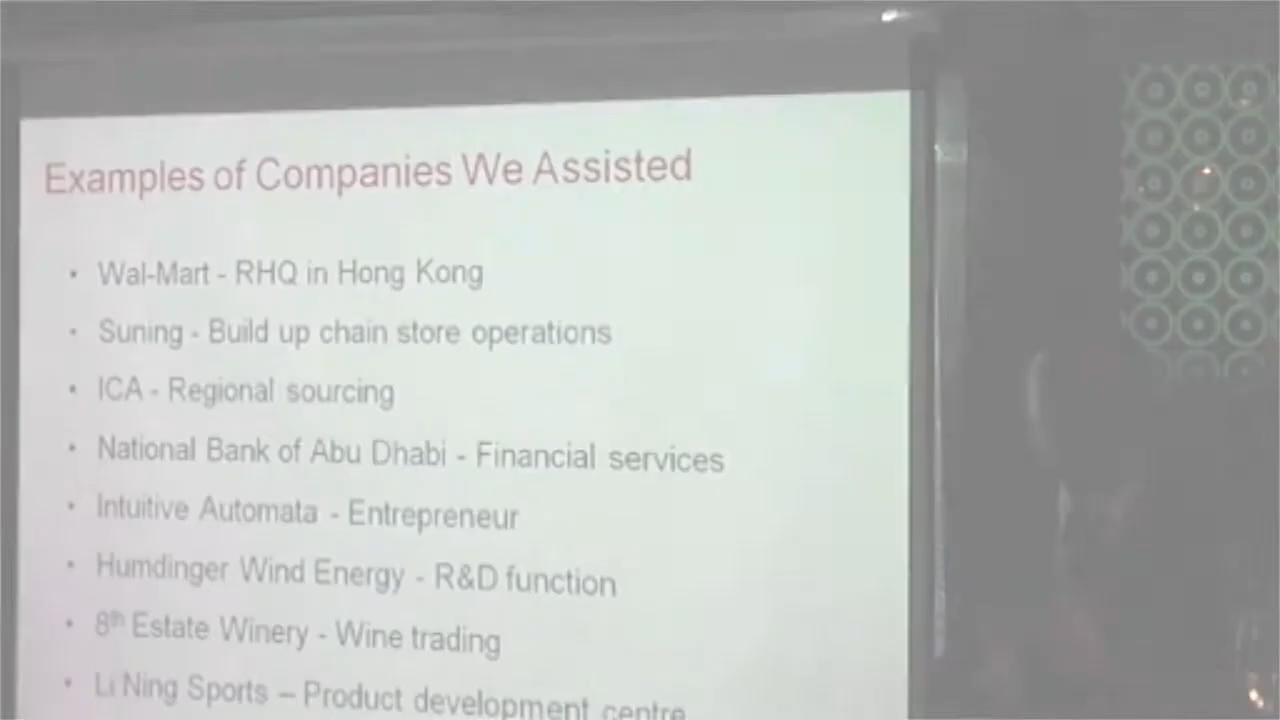 Examples of Companies We Assisted
• Wal-Mart - RHQ in Hong Kong
• Suning - Build up chain store operations
• ICA - Regional sourcing
• National Bank of Abu Dhabi - Financial services
• Intuitive Automata - Entrepreneur
• Humdinger Wind Energy - R&D function
• 8th Estate Winery - Wine trading
• Li Ning Sports – Product development centre